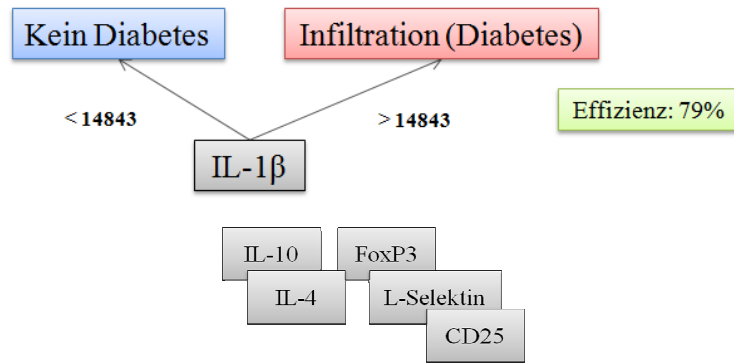 Kein Diabetes
Infiltration (Diabetes)
< 14843
> 14843
Effizienz: 79%
IL-1β
IL-10
FoxP3
IL-4
L-Selektin
CD25